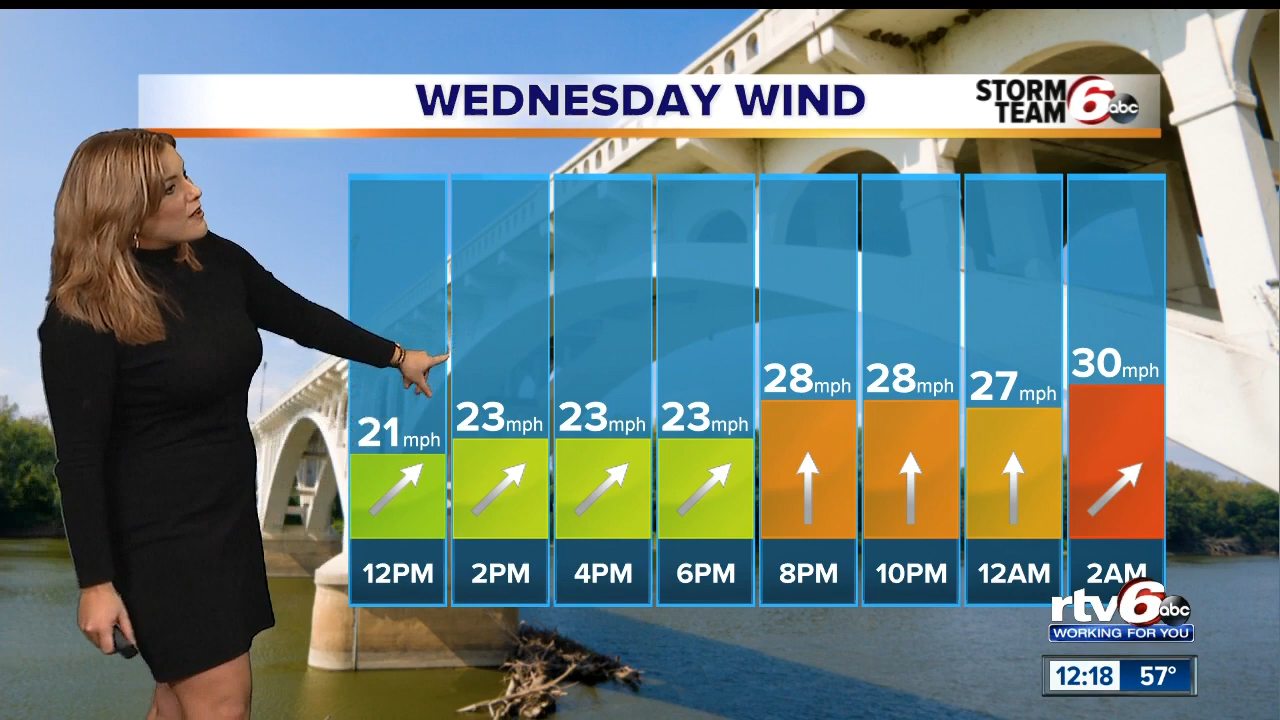 WEDNESDAY WIND
STORM
TEAM 6 abc
21mph 23mph 23mph 23mph 28mph 28mph 27mph 30mph
12PM 2PM 4PM 6PM 8PM 10PM 12AM 2AM
rtv6 abc
WORKING FOR YOU
12:18 57°